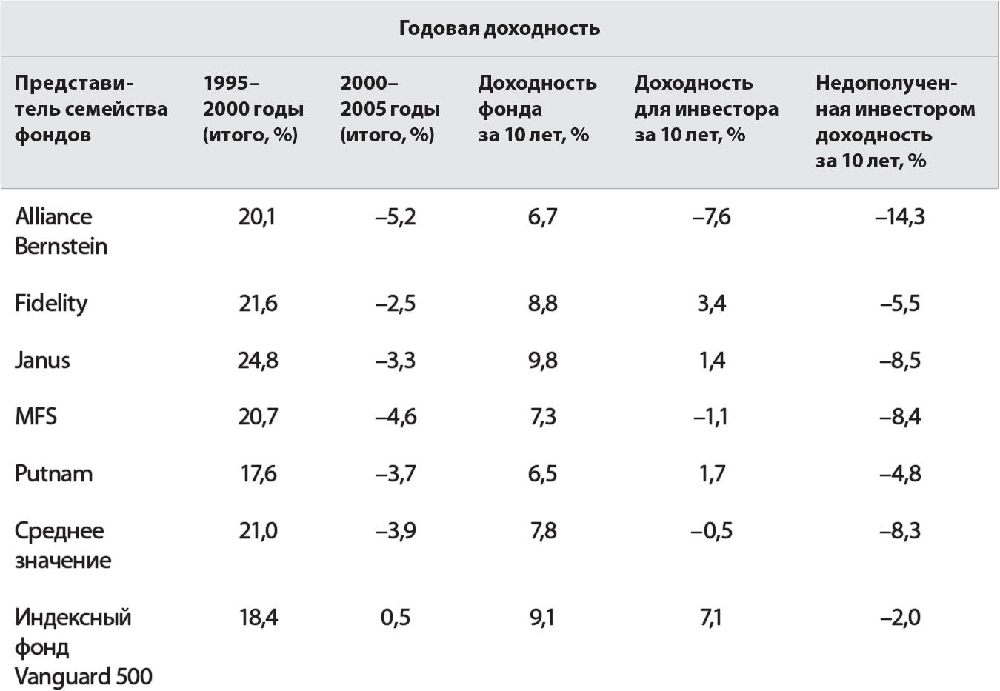 Годовая доходность
Представи-
тель семейства
фондов
1995–
2000 годы
(итого, %)
2000–
2005 годы
(итого, %)
Доходность
фонда
за 10 лет, %
Доходность
для инвестора
за 10 лет, %
Недополучен-
ная инвестором
доходность
за 10 лет, %
Alliance
Bernstein
20,1
–5,2
6,7
–7,6
–14,3
Fidelity
21,6
–2,5
8,8
3,4
–5,5
Janus
24,8
–3,3
9,8
1,4
–8,5
MFS
20,7
–4,6
7,3
–1,1
–8,4
Putnam
17,6
–3,7
6,5
1,7
–4,8
Среднее
значение
21,0
–3,9
7,8
–0,5
–8,3
Индексный
фонд
Vanguard 500
18,4
0,5
9,1
7,1
–2,0